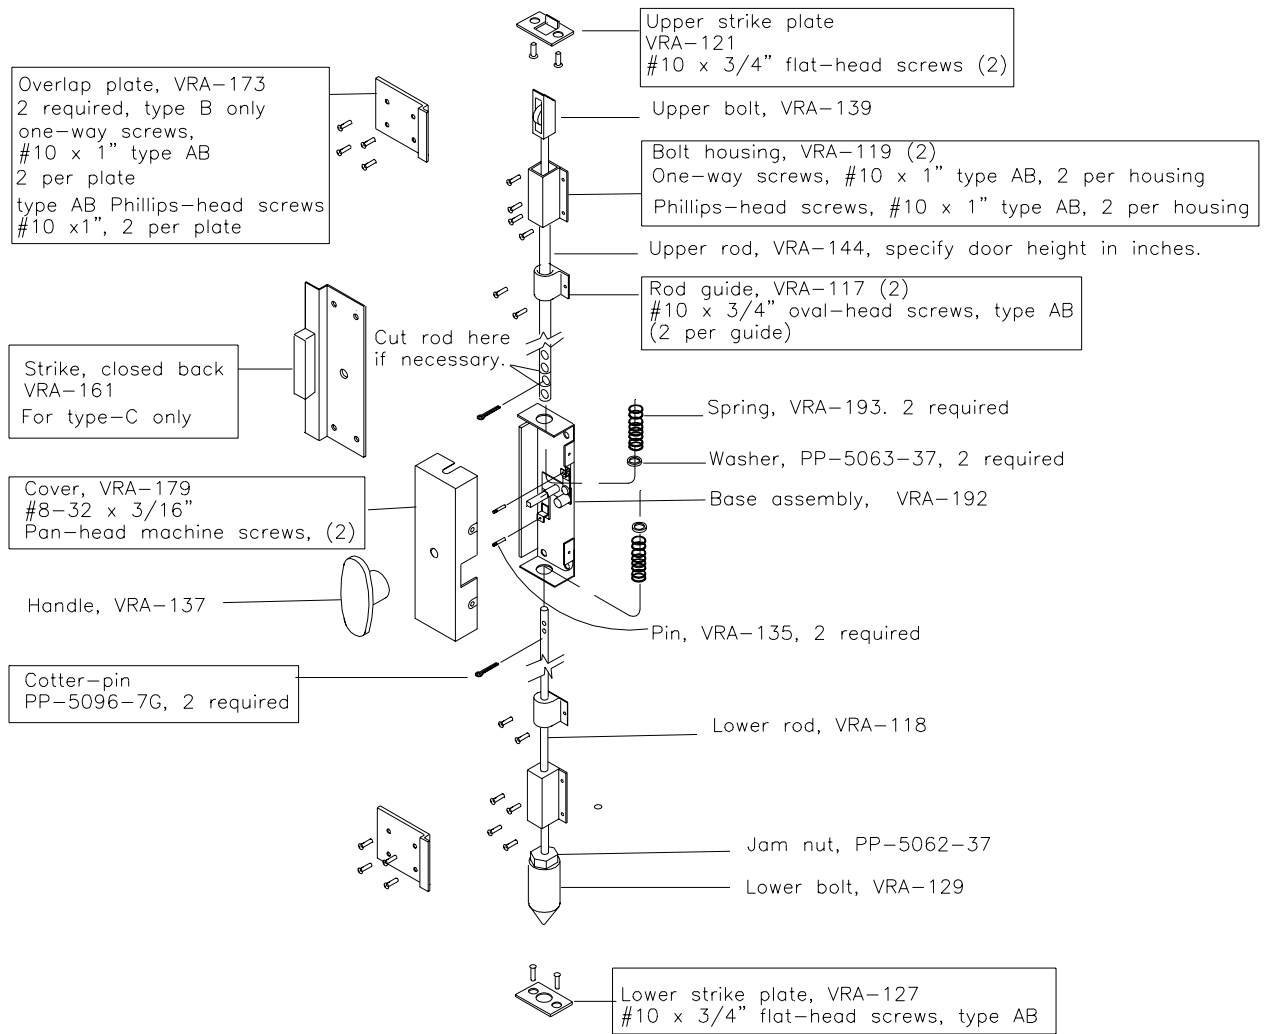 Upper strike plate
VRA-121
#10 x 3/4" flat-head screws (2)
Overlap plate, VRA-173
2 required, type B only
one-way screws,
#10 x 1" type AB
2 per plate
type AB Phillips-head screws
#10 x1", 2 per plate
Upper bolt, VRA-139
Bolt housing, VRA-119 (2)
One-way screws, #10 x 1" type AB, 2 per housing
Phillips-head screws, #10 x 1" type AB, 2 per housing
Upper rod, VRA-144, specify door height in inches.
Rod guide, VRA-117 (2)
#10 x 3/4" oval-head screws, type AB
(2 per guide)
Cut rod here
if necessary.
Strike, closed back
VRA-161
For type-C only
Spring, VRA-193. 2 required
Washer, PP-5063-37, 2 required
Base assembly, VRA-192
Cover, VRA-179
#8-32 x 3/16"
Pan-head machine screws, (2)
Handle, VRA-137
Pin, VRA-135, 2 required
Cotter-pin
PP-5096-7G, 2 required
Lower rod, VRA-118
Jam nut, PP-5062-37
Lower bolt, VRA-129
Lower strike plate, VRA-127
#10 x 3/4" flat-head screws, type AB